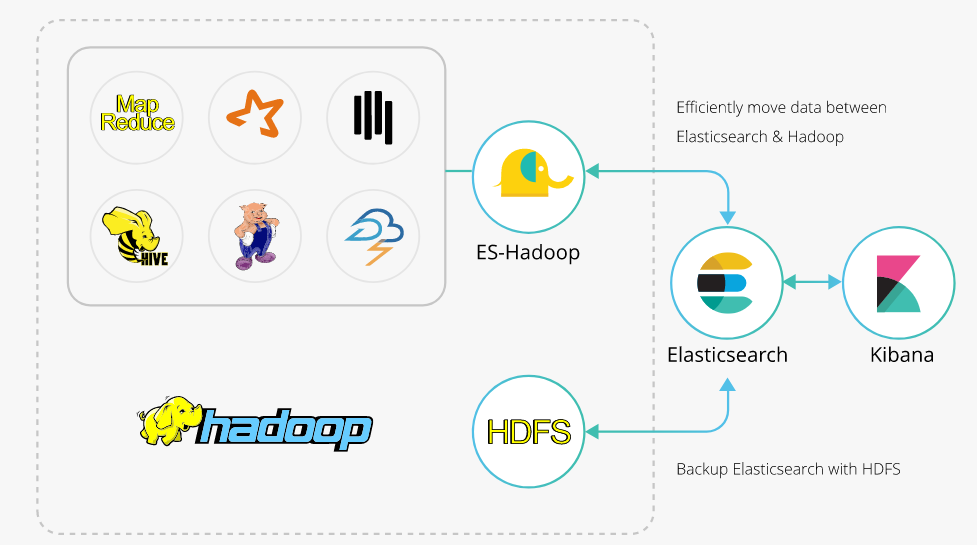 Map
Reduce
HIVE
ES-Hadoop
Efficiently move data between
Elasticsearch & Hadoop
Elasticsearch
Kibana
hadoop
HDFS
Backup Elasticsearch with HDFS